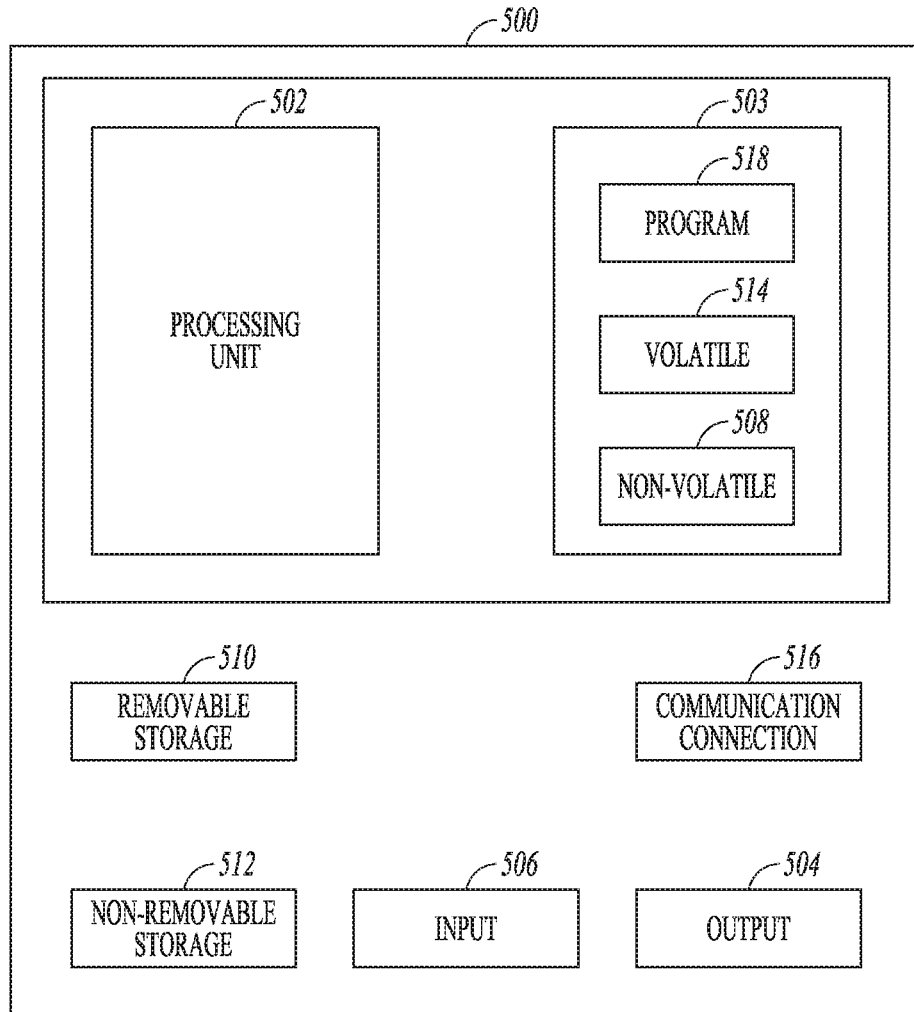 500
502
503
518
PROGRAM
514
VOLATILE
508
NON-VOLATILE
PROCESSING
UNIT
510
REMOVABLE
STORAGE
516
COMMUNICATION
CONNECTION
512
NON-REMOVABLE
STORAGE
506
INPUT
504
OUTPUT